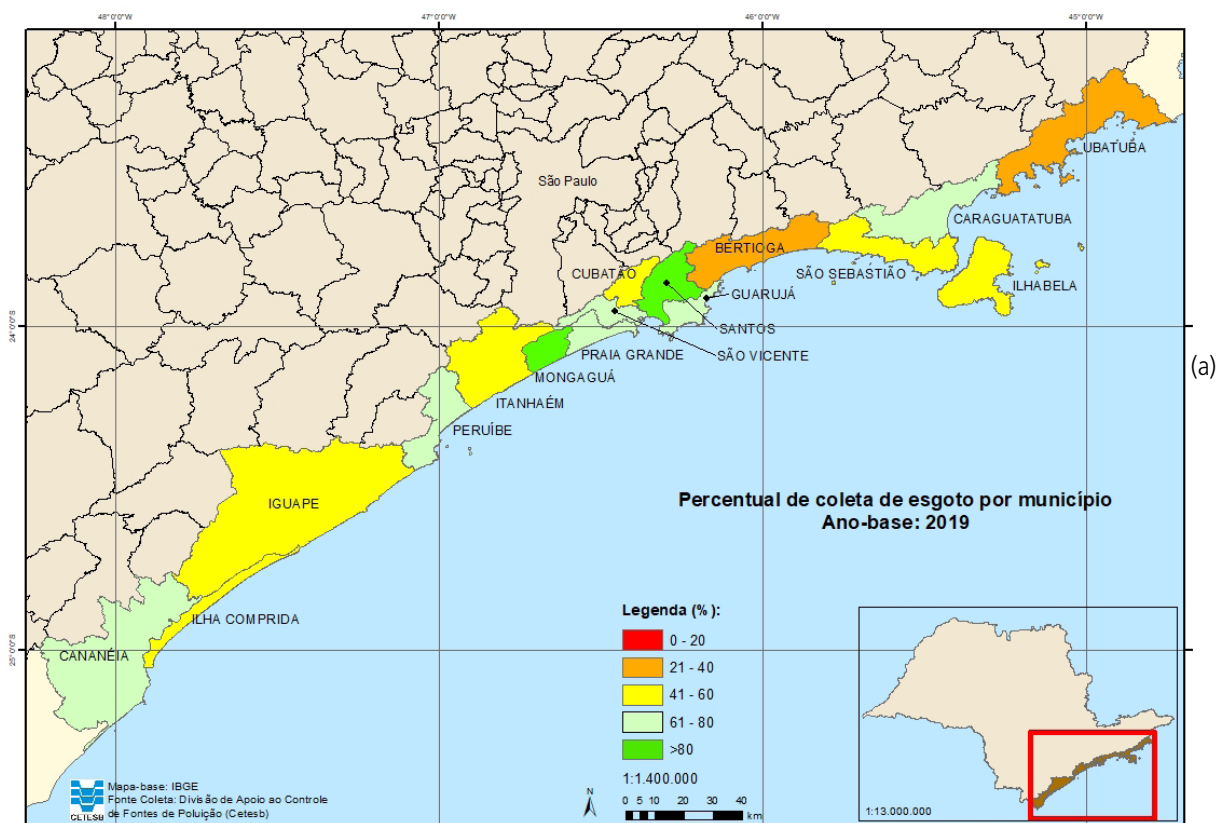 48°0'0"W
47°0'0"W
46°0'0"W
45°0'0"W
UBATUBA
São Paulo
CARAGUATATUBA
BERTIOGA
CUBATÃO
SÃO SEBASTIÃO
ILHABELA
GUARUJÁ
24°0'0"S
SANTOS
PRAIA GRANDE
SÃO VICENTE
(a)
MONGAGUÁ
ITANHAÉM
PERUÍBE
IGUAPE
Percentual de coleta de esgoto por município
Ano-base: 2019
ILHA COMPRIDA
CANANÉIA
25°0'0"S
Legenda (% ):
0 - 20
21 - 40
41 - 60
61 - 80
>80
1:1.400.000
N
0 5 10 20 30 40
km
1:13.000.000
CETESB
Mapa-base: IBGE
Fonte Coleta: Divisão de Apoio ao Controle
de Fontes de Poluição (Cetesb)